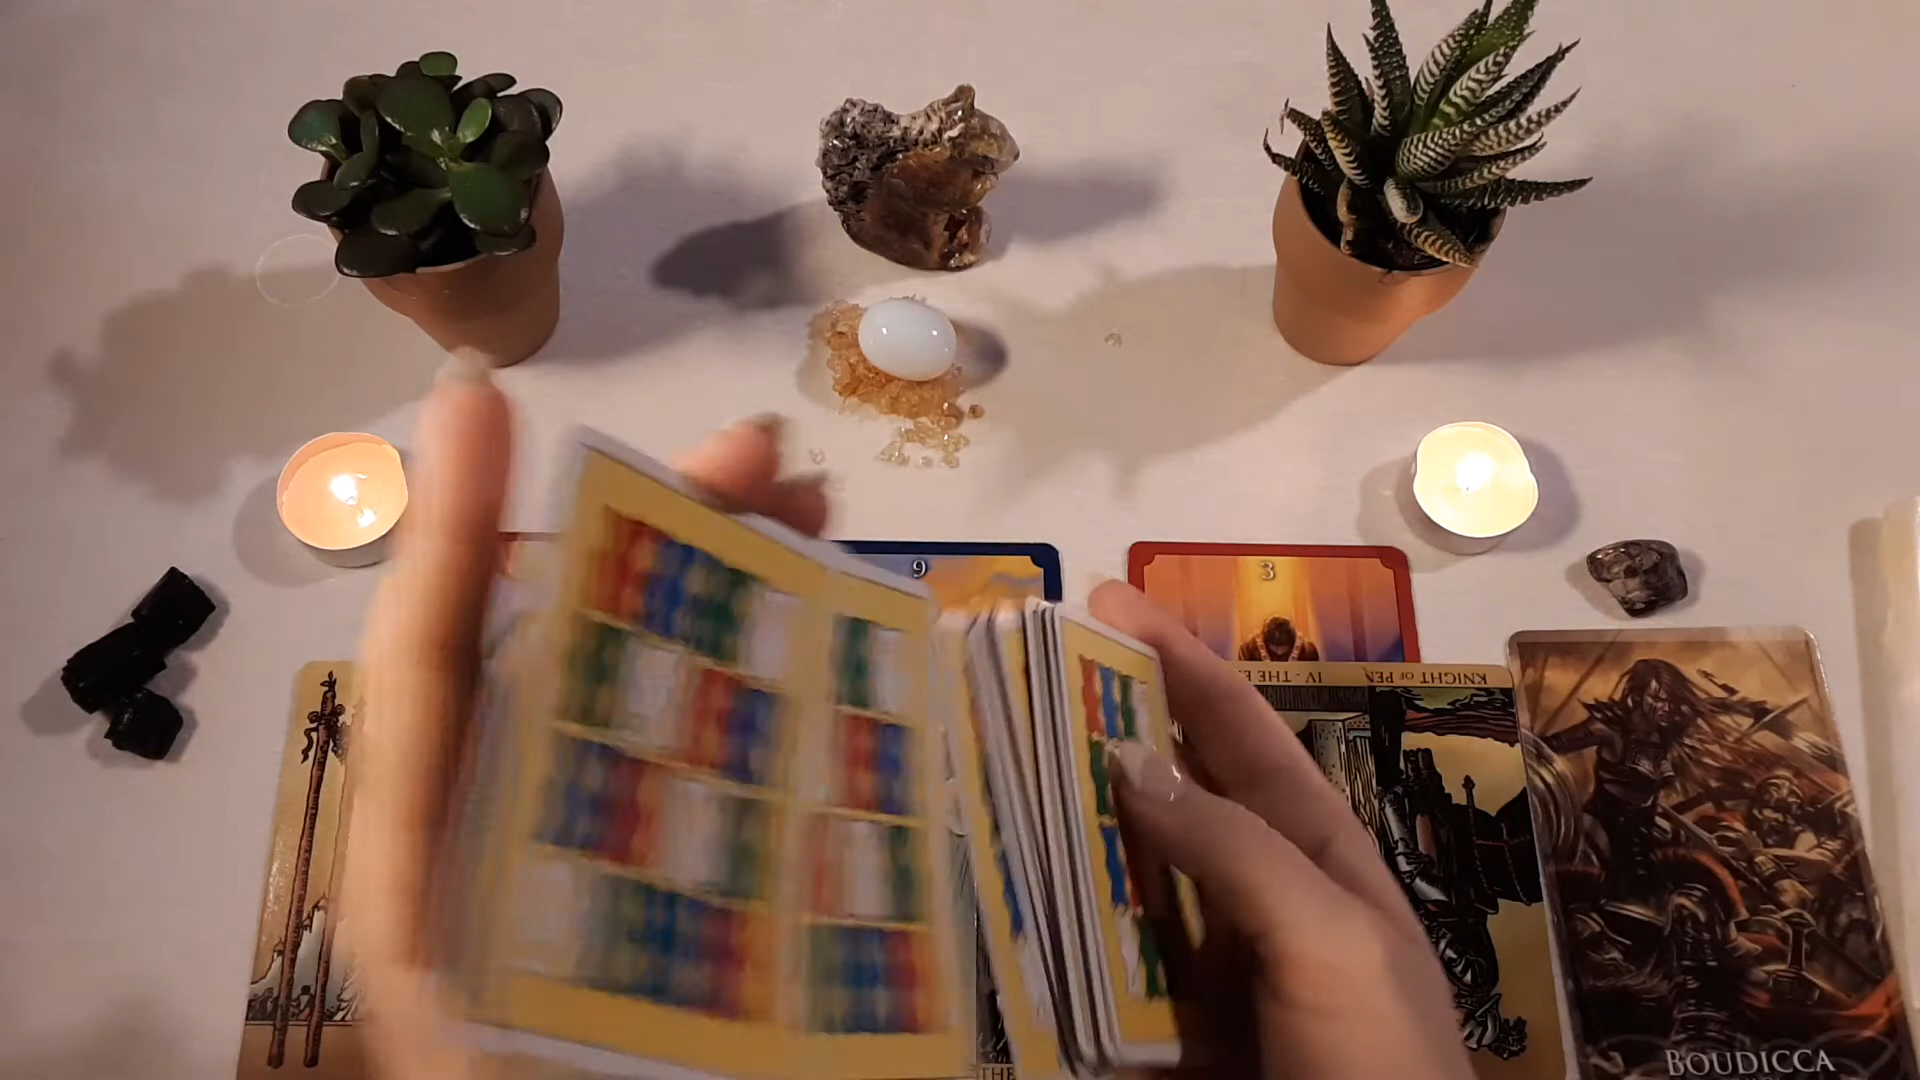 9
3
IV - THE E
KNIGHT OF PEN
THE
BOUDICCA